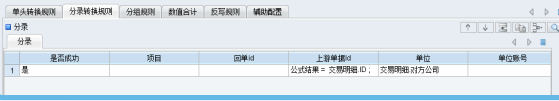 单头转换规则 分录转换规则 分组规则 数值合计 反写规则 辅助配置
分录
分录
是否成功 项目 回单Id 上游单据Id 单位 单位账号
1 是 公式结果 = 交易明细.ID ; 交易明细.对方公司